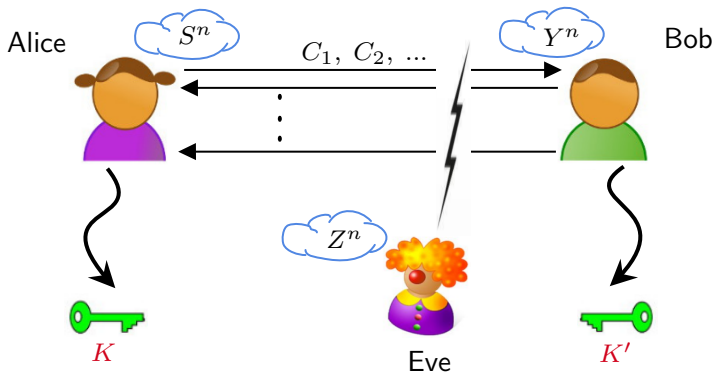 Alice
S^n
C_1, C_2, ...
Y^n
Bob
Z^n
K
Eve
K′